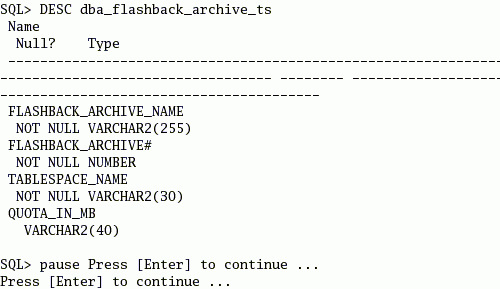 SQL> DESC dba_flashback_archive_ts
Name
Null?    Type
-----------------------------------------------------------------
---------------------------------- -------- -------------------
----------------------------------------
FLASHBACK_ARCHIVE_NAME
NOT NULL VARCHAR2(255)
FLASHBACK_ARCHIVE#
NOT NULL NUMBER
TABLESPACE_NAME
NOT NULL VARCHAR2(30)
QUOTA_IN_MB
VARCHAR2(40)
SQL> pause Press [Enter] to continue ...
Press [Enter] to continue ...